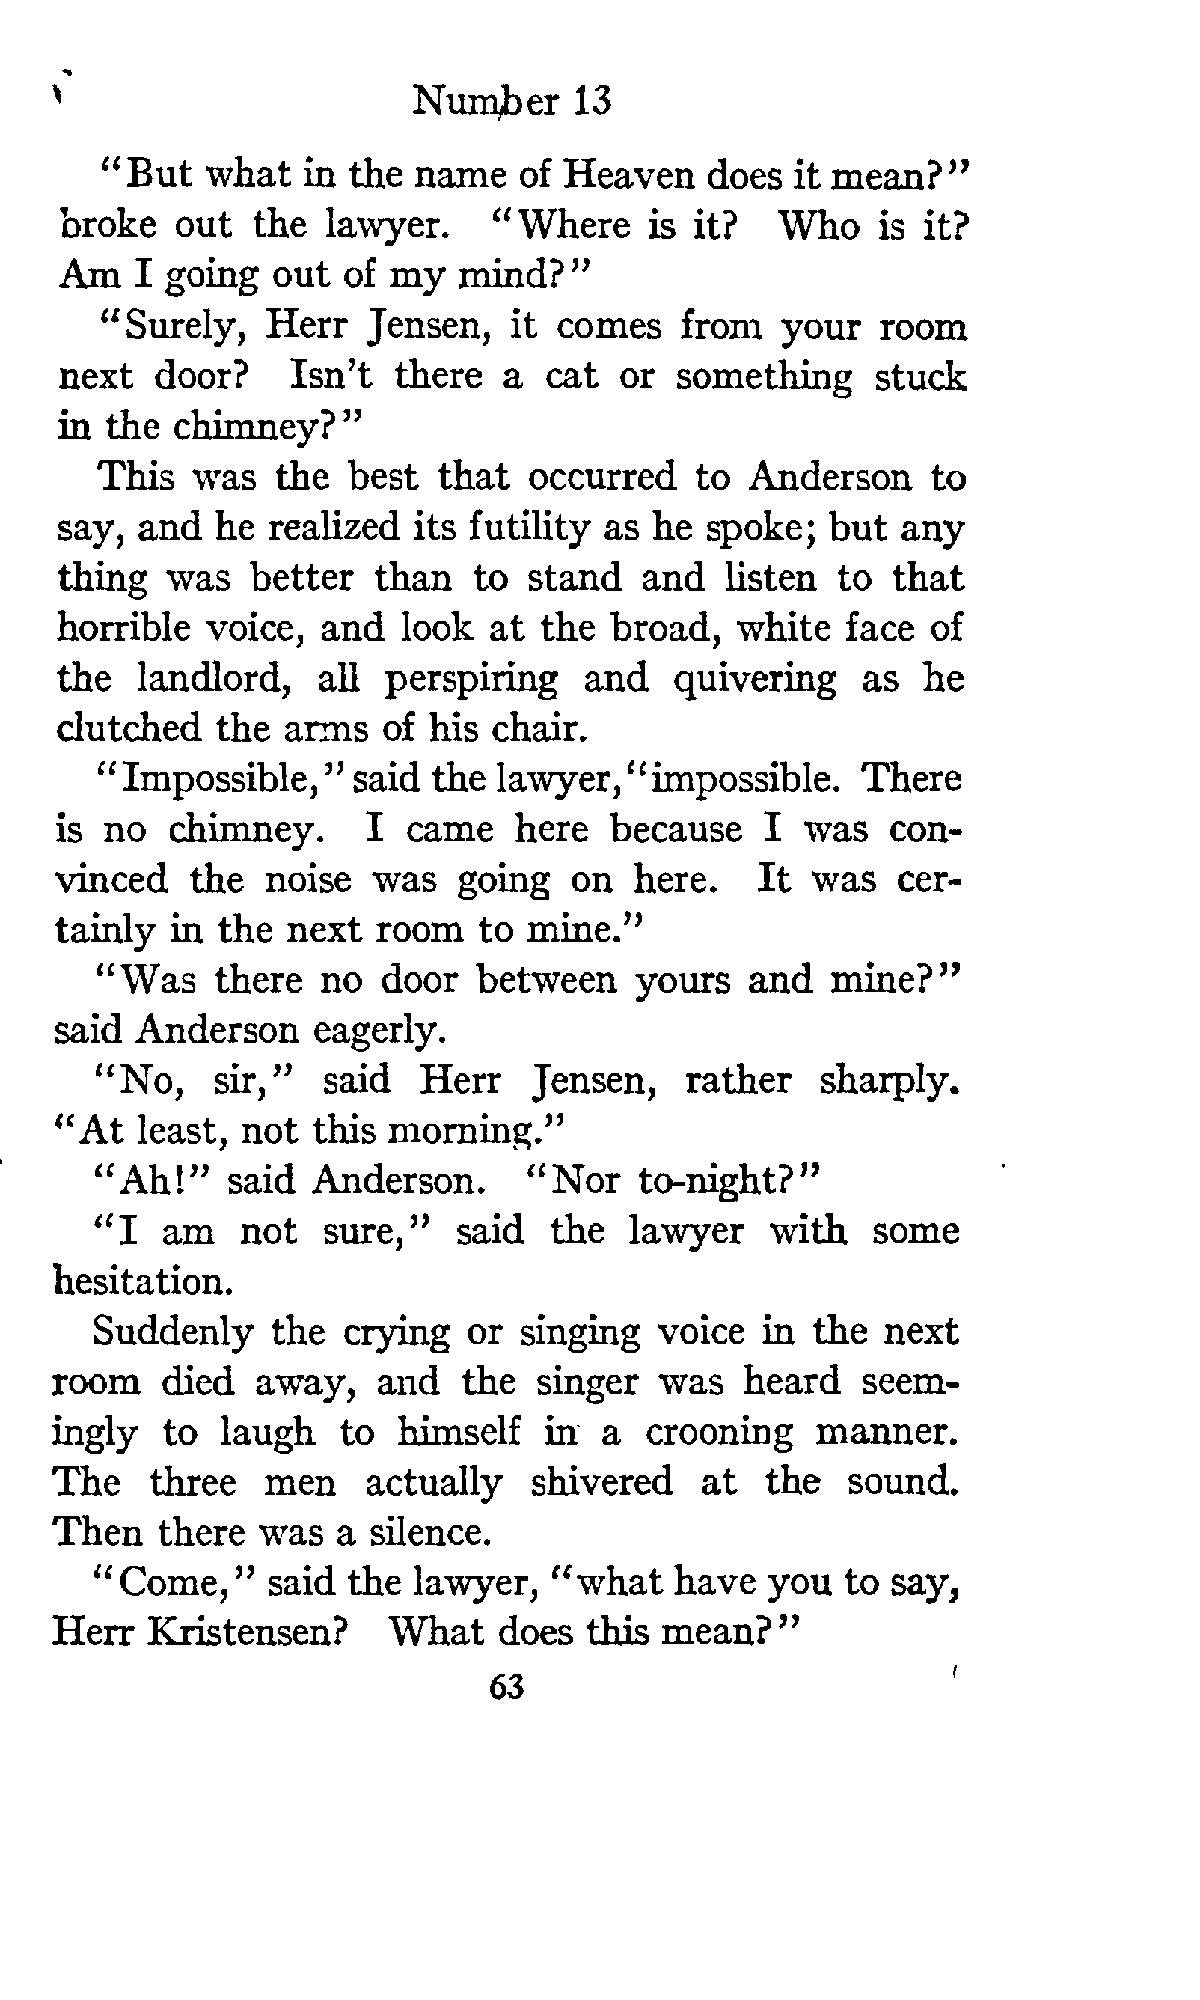 Number 13
"But what in the name of Heaven does it mean?"
broke out the lawyer. "Where is it? Who is it?
Am I going out of my mind?"
"Surely, Herr Jensen, it comes from your room
next door? Isn't there a cat or something stuck
in the chimney?"
This was the best that occurred to Anderson to
say, and he realized its futility as he spoke; but any
thing was better than to stand and listen to that
horrible voice, and look at the broad, white face of
the landlord, all perspiring and quivering as he
clutched the arms of his chair.
"Impossible," said the lawyer, "impossible. There
is no chimney. I came here because I was con-
vinced the noise was going on here. It was cer-
tainly in the next room to mine."
"Was there no door between yours and mine?"
said Anderson eagerly.
"No, sir," said Herr Jensen, rather sharply.
"At least, not this morning."
"Ah!" said Anderson. "Nor to-night?"
"I am not sure," said the lawyer with some
hesitation.
Suddenly the crying or singing voice in the next
room died away, and the singer was heard seem-
ingly to laugh to himself in a crooning manner.
The three men actually shivered at the sound.
Then there was a silence.
"Come," said the lawyer, "what have you to say,
Herr Kristensen? What does this mean?"
63